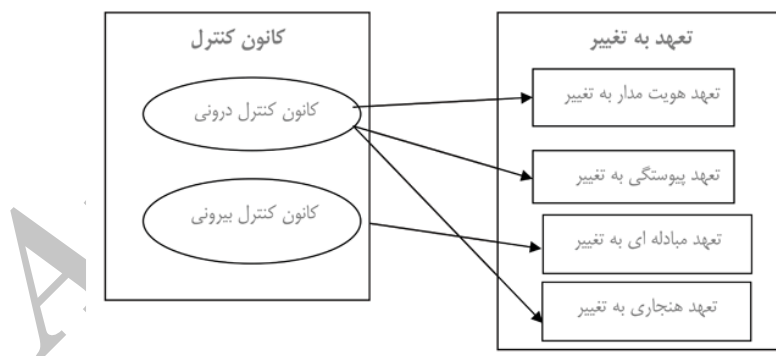 کانون کنترل
کانون کنترل درونی
کانون کنترل بیرونی
تعهد به تغییر
تعهد هویت مدار به تغییر
تعهد پیوستگی به تغییر
تعهد مبادله ای به تغییر
تعهد هنجاری به تغییر
A